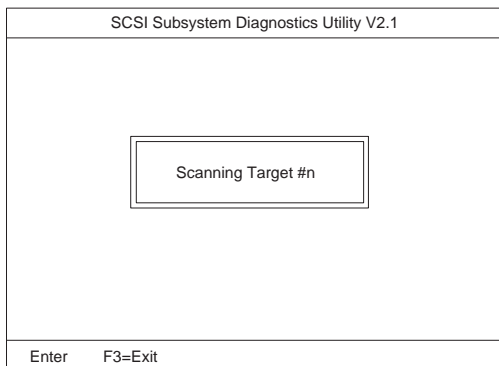 SCSI Subsystem Diagnostics Utility V2.1
Scanning Target #n
Enter F3=Exit